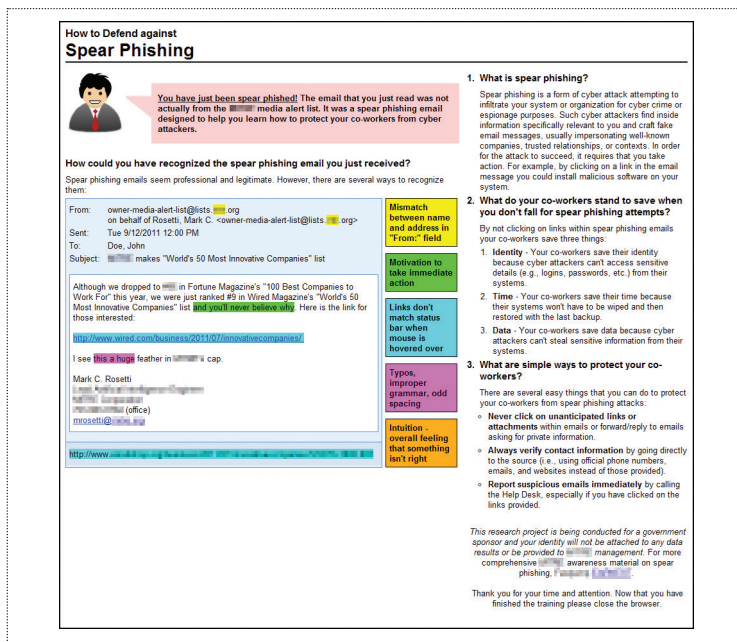 How to Defend against
Spear Phishing
You have just been spear phished! The email that you just read was not
actually from the media alert list. It was a spear phishing email
designed to help you learn how to protect your co-workers from cyber
attackers.
How could you have recognized the spear phishing email you just received?
Spear phishing emails seem professional and legitimate. However, there are several ways to recognize
them:
From: owner-media-alert-list@lists. .org
on behalf of Rosetti, Mark C. <owner-media-alert-list@lists. .org>
Sent: Tue 9/12/2011 12:00 PM
To: Doe, John
Subject: makes "World's 50 Most Innovative Companies" list
Although we dropped to in Fortune Magazine's "100 Best Companies to
Work For" this year, we were just ranked #9 in Wired Magazine's "World's 50
Most Innovative Companies" list and you'll never believe why. Here is the link for
those interested:
http://www.wired.com/business/2011/07/innovativecompanies/
I see this a huge feather in s cap.
Mark C. Rosetti
(office)
mrosetti@
http://www.
Mismatch
between name
and address in
"From:" field
Motivation to
take immediate
action
Links don't
match status
bar when
mouse is
hovered over
Typos,
improper
grammar, odd
spacing
Intuition -
overall feeling
that something
isn't right
1. What is spear phishing?
Spear phishing is a form of cyber attack attempting to
infiltrate your system or organization for cyber crime or
espionage purposes. Such cyber attackers find inside
information specifically relevant to you and craft fake
email messages, usually impersonating well-known
companies, trusted relationships, or contexts. In order
for the attack to succeed, it requires that you take
action. For example, by clicking on a link in the email
message you could install malicious software on your
system.
2. What do your co-workers stand to save when
you don't fall for spear phishing attempts?
By not clicking on links within spear phishing emails
your co-workers save three things:
1. Identity - Your co-workers save their identity
because cyber attackers can't access sensitive
details (e.g., logins, passwords, etc.) from their
systems.
2. Time - Your co-workers save their time because
their systems won't have to be wiped and then
restored with the last backup.
3. Data - Your co-workers save data because cyber
attackers can't steal sensitive information from their
systems.
3. What are simple ways to protect your co-
workers?
There are several easy things that you can do to protect
your co-workers from spear phishing attacks:
Never click on unanticipated links or
attachments within emails or forward/reply to emails
asking for private information.
Always verify contact information by going directly
to the source (i.e., using official phone numbers,
emails, and websites instead of those provided).
Report suspicious emails immediately by calling
the Help Desk, especially if you have clicked on the
links provided.
This research project is being conducted for a government
sponsor and your identity will not be attached to any data
results or be provided to management. For more
comprehensive awareness material on spear
phishing, .
Thank you for your time and attention. Now that you have
finished the training please close the browser.